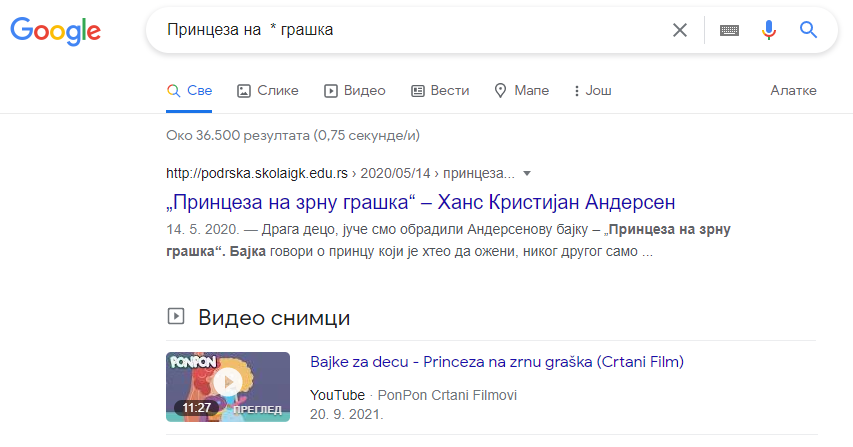 Google
Принцеза на  * грашка
Све Слике Видео Вести Мапе Још Алатке
Око 36.500 резултата (0,75 секунде/и)
http://podrska.skolaigk.edu.rs › 2020/05/14 › принцеза...
„Принцеза на зрну грашка“ – Ханс Кристијан Андерсен
14. 5. 2020. — Драга децо, јуче смо обрадили Андерсенову бајку – „Принцеза на зрну
грашка“. Бајка говори о принцу који је хтео да ожени, никог другог само ...
Видео снимци
PONPON
11:27 ПРЕГЛЕД
Bajke za decu - Princeza na zrnu graška (Crtani Film)
YouTube · PonPon Crtani Filmovi
20. 9. 2021.